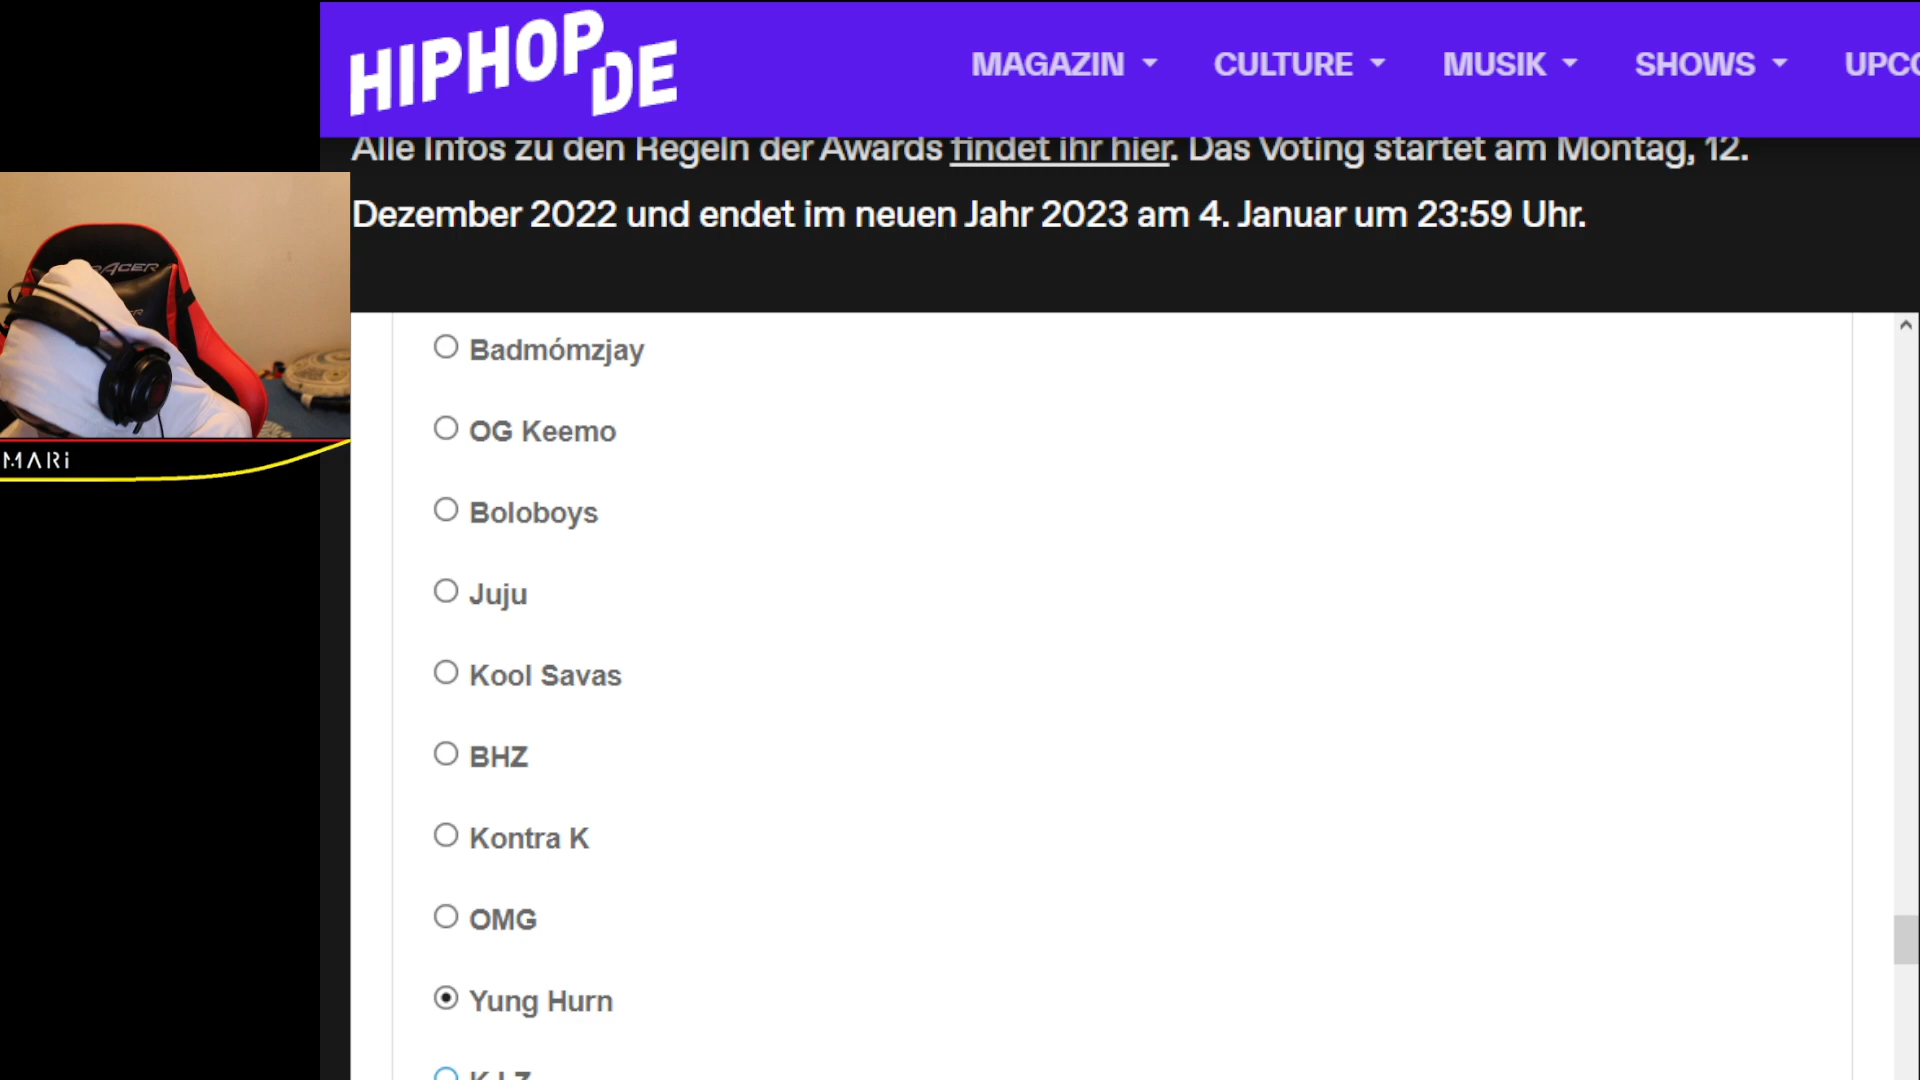 HIPHOP.DE
MAGAZIN
CULTURE
MUSIK
SHOWS
Alle Infos zu den Regeln der Awards findet ihr hier. Das Voting startet am Montag, 12.
Dezember 2022 und endet im neuen Jahr 2023 am 4. Januar um 23:59 Uhr.
MARi
Badmómzjay
OG Keemo
Boloboys
Juju
Kool Savas
BHZ
Kontra K
OMG
Yung Hurn